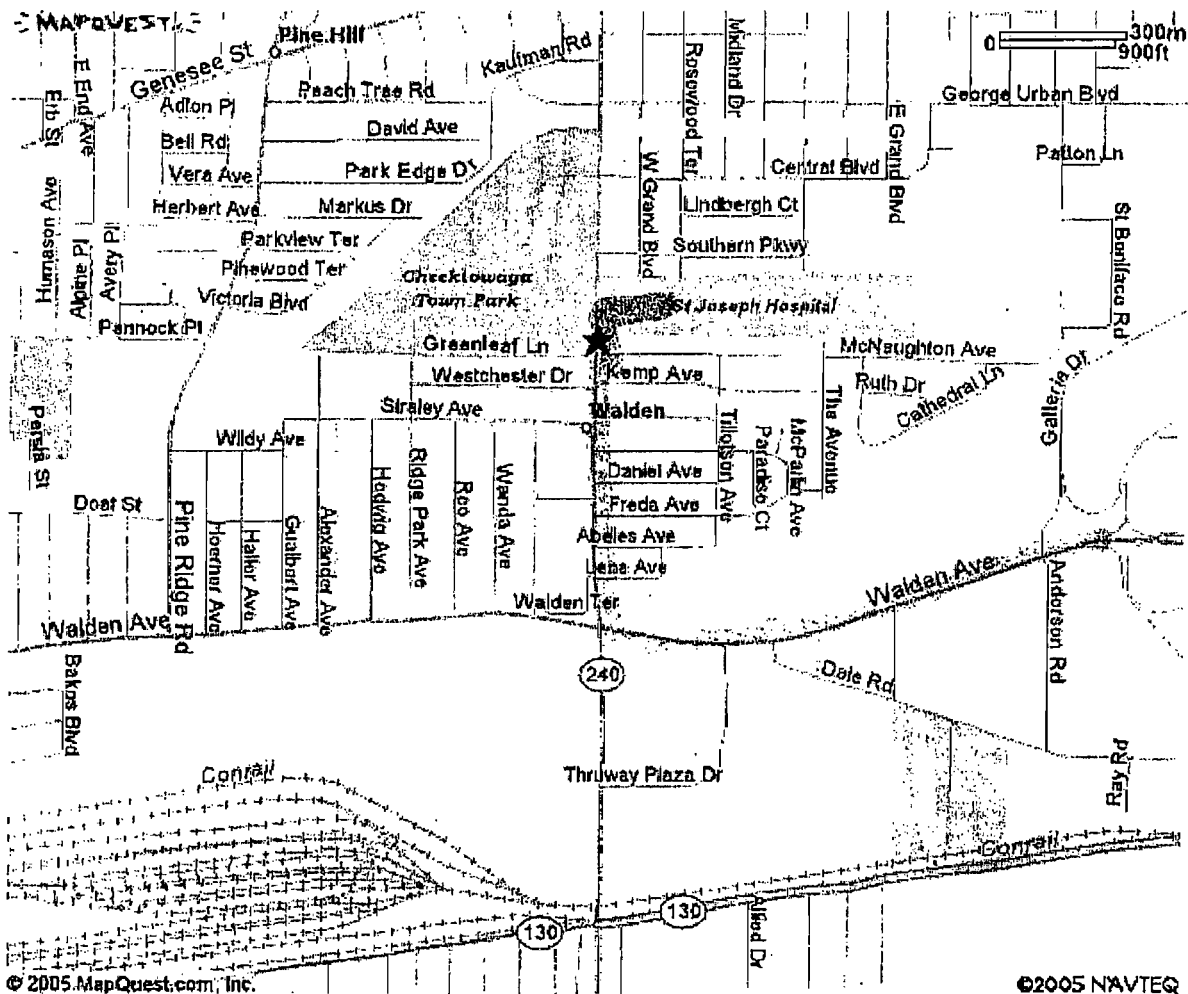 MAPQUEST
Pine Hill
Genesee St
Kaufman Rd
Midland Dr
Rosewood Ter
0 300m
900ft
E End Ave
Erb St
Adlon Pl
Peach Tree Rd
George Urban Blvd
E Grand Blvd
David Ave
Bell Rd
Patton Ln
Vera Ave
Park Edge Dr
W Grand Blvd
Central Blvd
Herbert Ave
Markus Dr
Lindbergh Ct
St Boniface Rd
Humason Ave
Alpine Pl
Avery Pl
Parkview Ter
Southern Pkwy
Pinewood Ter
Cheektowaga
Town Park
Victoria Blvd
St Joseph Hospital
Pannock Pl
Greenleaf Ln
McNaughton Ave
Westchester Dr
Kemp Ave
Ruth Dr
Cathedral Ln
Galleria Dr
Straley Ave
Walden
The Avenue
Persia St
Wildy Ave
Tillotson Ave
Paradise Ct
McParlin Ave
Daniel Ave
Doat St
Freda Ave
Pine Ridge Rd
Hoerner Ave
Haller Ave
Gualbert Ave
Alexander Ave
Hedwig Ave
Ridge Park Ave
Roo Ave
Wanda Ave
Abeles Ave
Lena Ave
Walden Ave
Walden Ter
Walden Ave
Anderson Rd
Bakos Blvd
240
Dale Rd
Conrail
Thruway Plaza Dr
Ray Rd
Conrail
130
130
Allied Dr
© 2005 MapQuest.com, Inc.
©2005 NAVTEQ